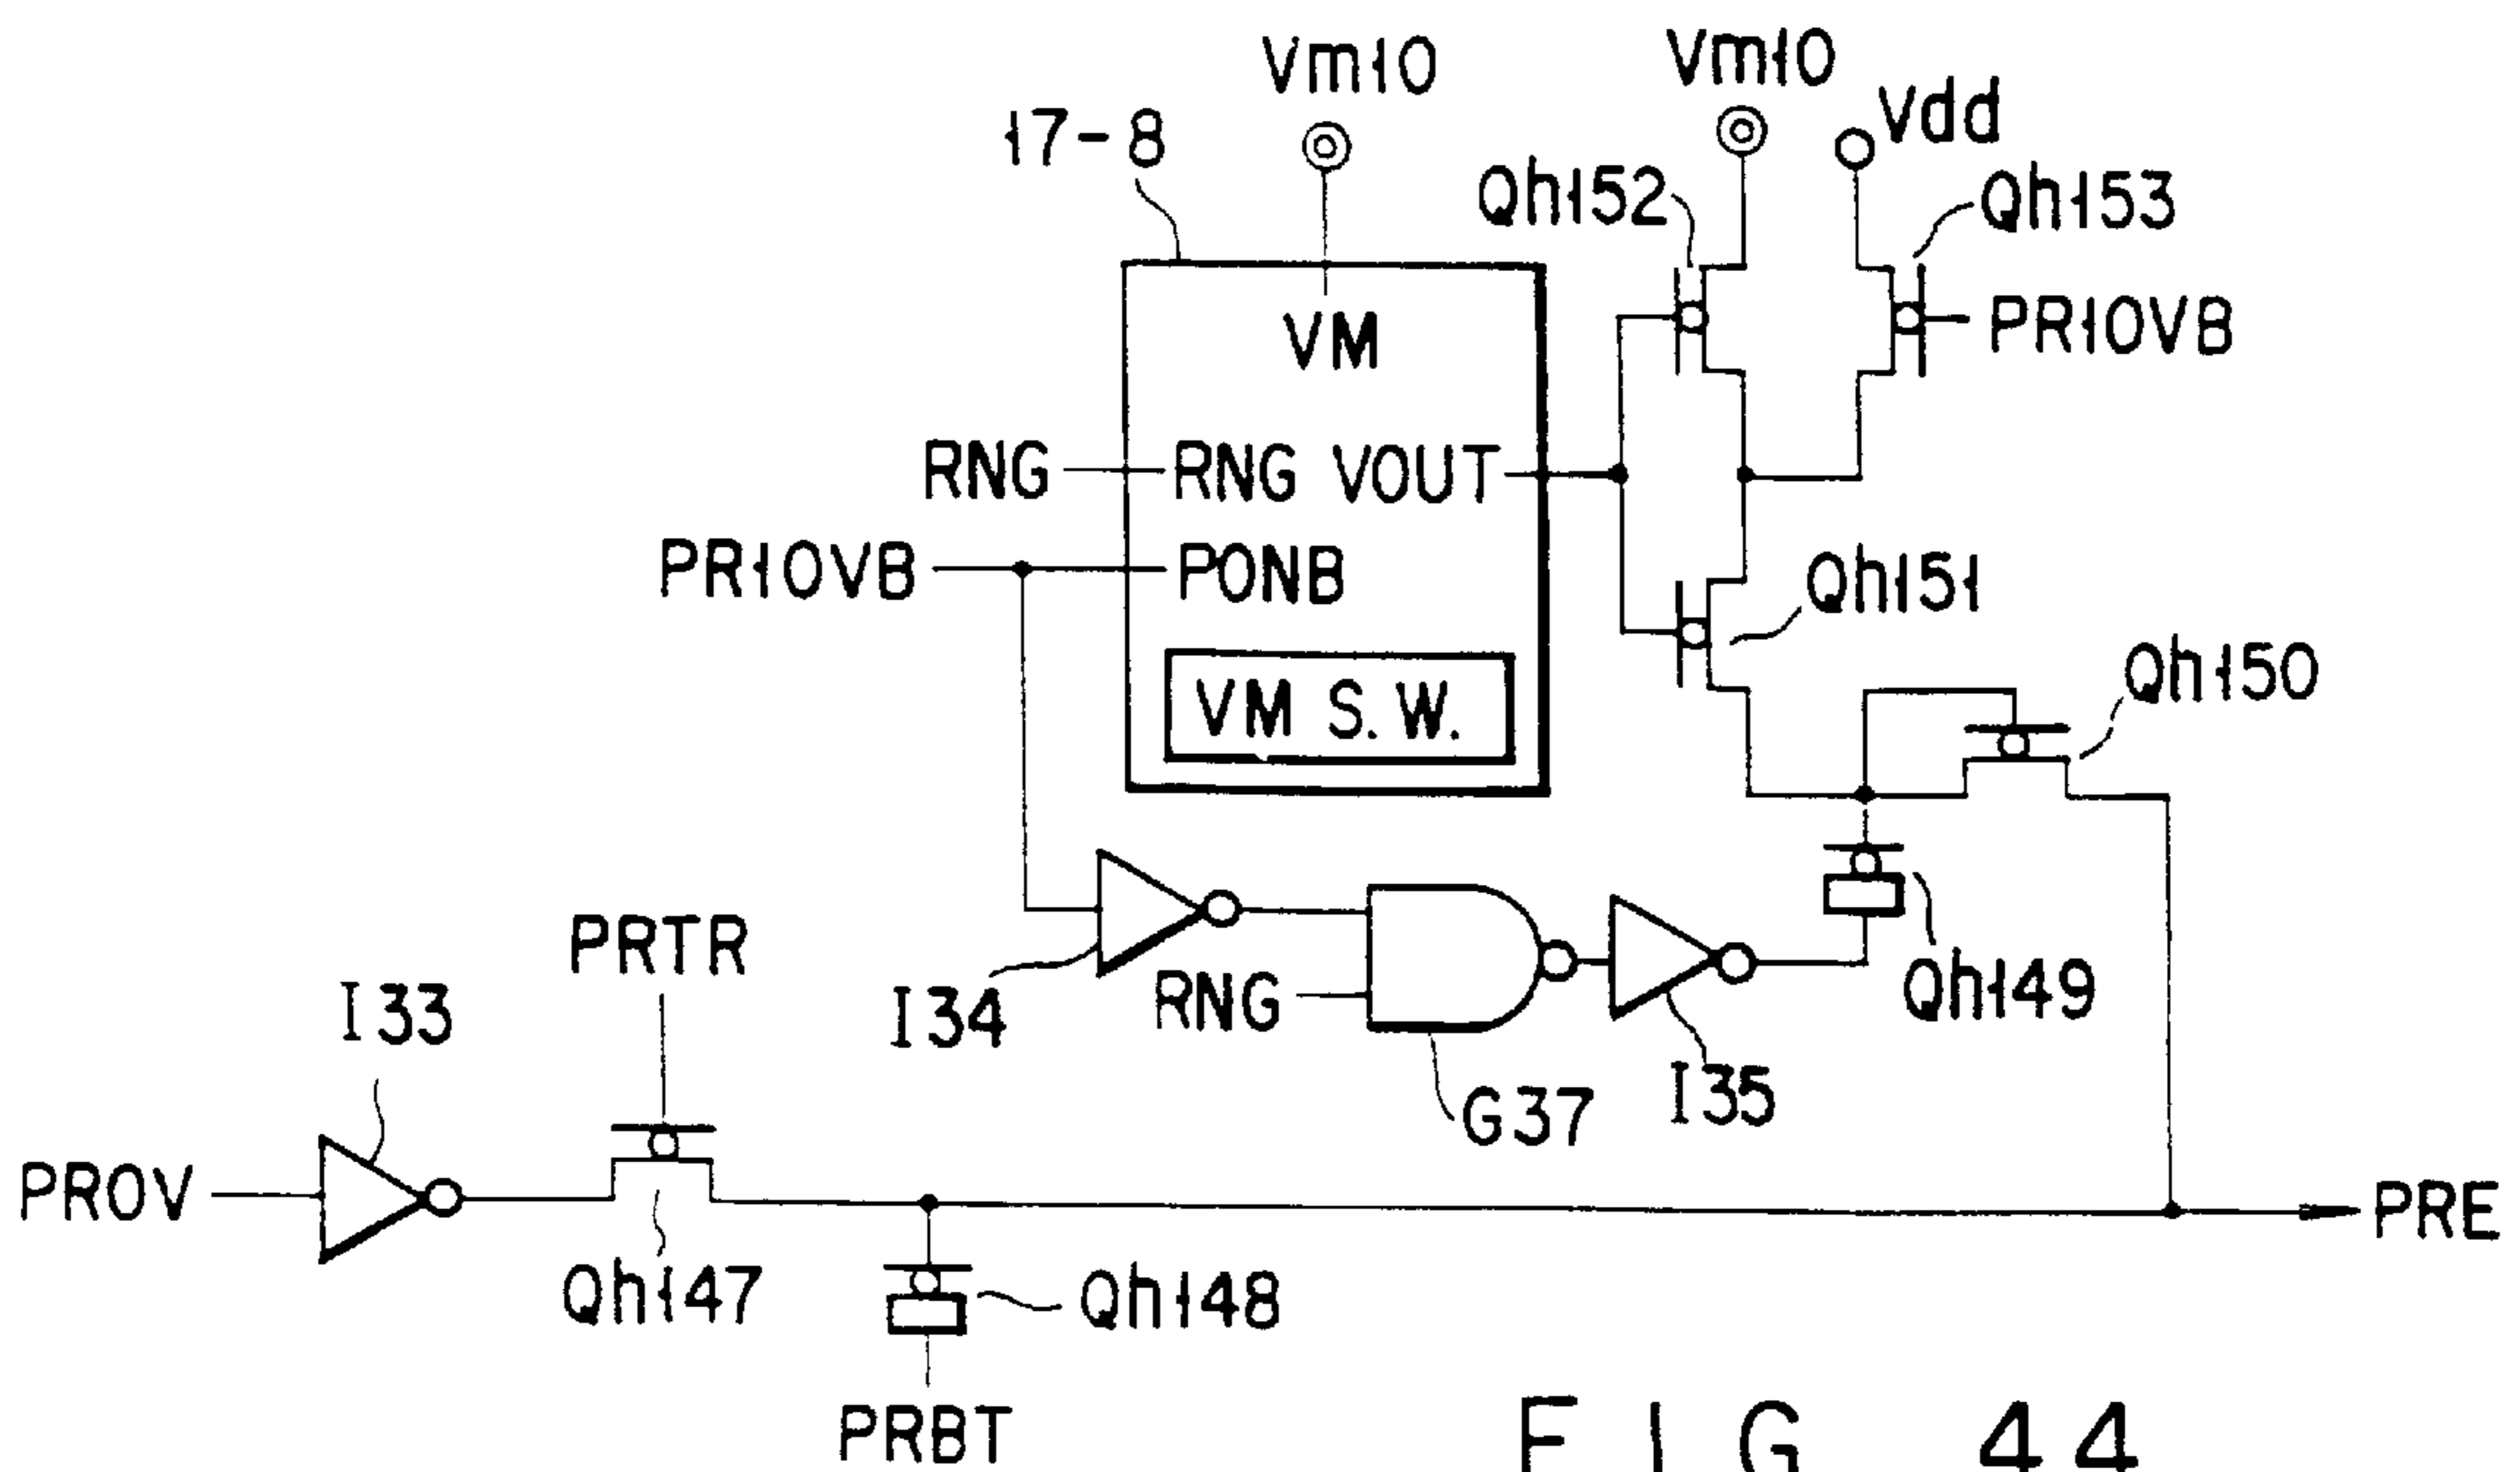 Vm10
Vm10
Vdd
17-8
Qh152
Qh153
VM
PR10VB
RNG
RNG VOUT
PR10VB
PONB
Qh151
VM S.W.
Qh150
PRTR
I33
I34
RNG
Qh149
I35
G37
PROV
PRE
Qh147
Qh148
PRBT
FIG 44